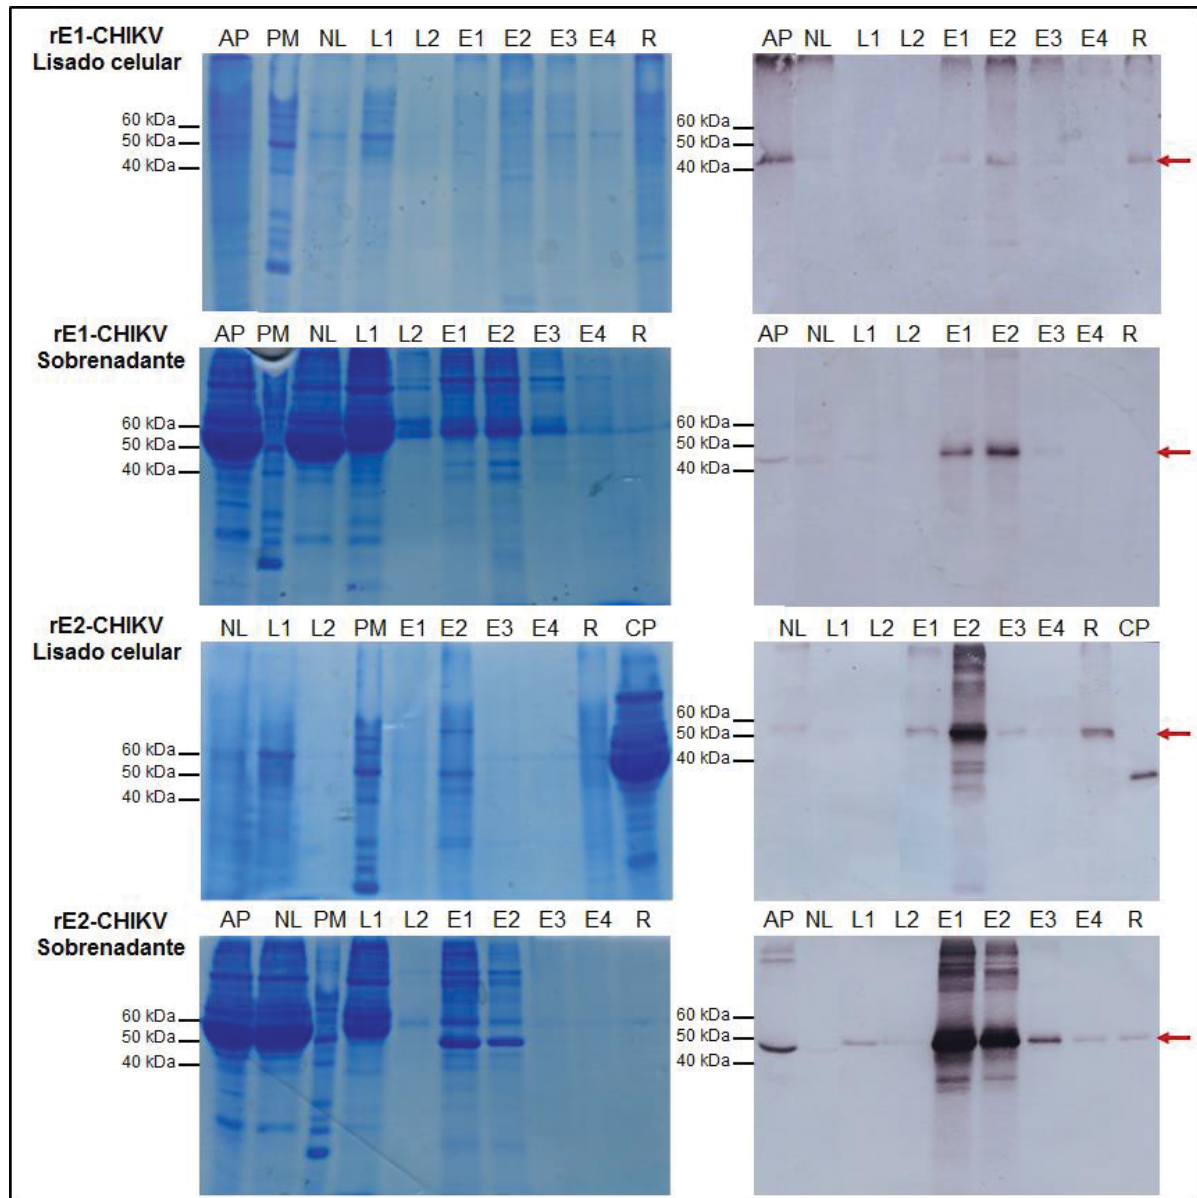 rE1-CHIKV
Lisado celular
AP PM NL L1 L2 E1 E2 E3 E4 R
60 kDa
50 kDa
40 kDa
AP NL L1 L2 E1 E2 E3 E4 R
60 kDa
50 kDa
40 kDa
rE1-CHIKV
Sobrenadante
AP PM NL L1 L2 E1 E2 E3 E4 R
60 kDa
50 kDa
40 kDa
AP NL L1 L2 E1 E2 E3 E4 R
60 kDa
50 kDa
40 kDa
rE2-CHIKV
Lisado celular
NL L1 L2 PM E1 E2 E3 E4 R CP
60 kDa
50 kDa
40 kDa
NL L1 L2 E1 E2 E3 E4 R CP
60 kDa
50 kDa
40 kDa
rE2-CHIKV
Sobrenadante
AP NL PM L1 L2 E1 E2 E3 E4 R
60 kDa
50 kDa
40 kDa
AP NL L1 L2 E1 E2 E3 E4 R
60 kDa
50 kDa
40 kDa